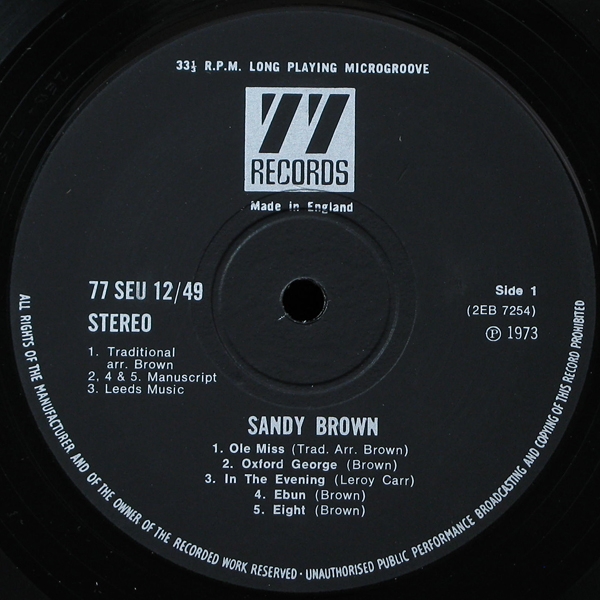 33⅓ R.P.M. LONG PLAYING MICROGROOVE
77
RECORDS
Made in England
77 SEU 12/49
STEREO
1. Traditional
arr. Brown
2, 4 & 5. Manuscript
3. Leeds Music
Side 1
(2EB 7254)
Ⓟ 1973
SANDY BROWN
1. Ole Miss (Trad. Arr. Brown)
2. Oxford George (Brown)
3. In The Evening (Leroy Carr)
4. Ebun (Brown)
5. Eight (Brown)
ALL RIGHTS OF THE MANUFACTURER AND OF THE OWNER OF THE RECORDED WORK RESERVED · UNAUTHORISED PUBLIC PERFORMANCE BROADCASTING AND COPYING OF THIS RECORD PROHIBITED